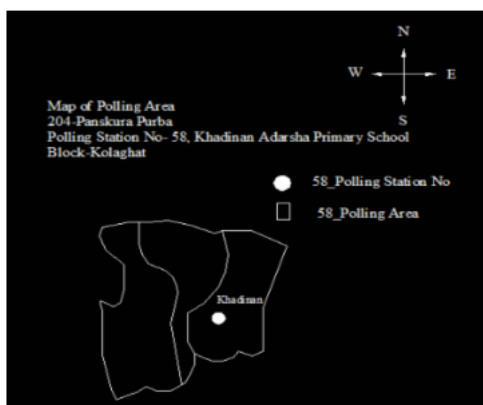 N
W E
S
Map of Polling Area
204-Panskura Purba
Polling Station No- 58, Khadinan Adarsha Primary School
Block-Kolaghat
58_Polling Station No
58_Polling Area
Khadinan